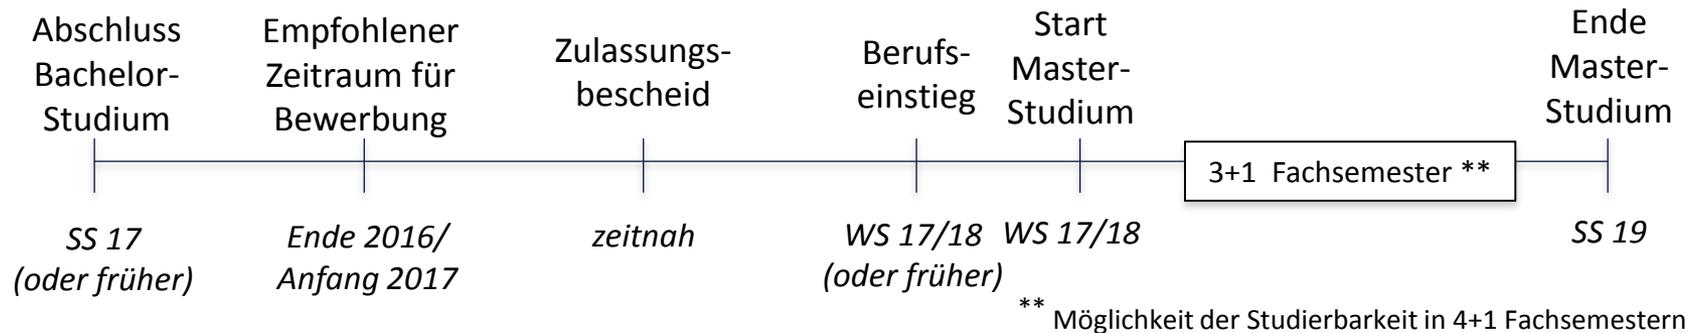 Abschluss
Bachelor-
Studium
Empfohlener
Zeitraum für
Bewerbung
Zulassungs-
bescheid
Berufs-
einstieg
Start
Master-
Studium
Ende
Master-
Studium
3+1 Fachsemester **
SS 17
(oder früher)
Ende 2016/
Anfang 2017
zeitnah
WS 17/18
(oder früher)
WS 17/18
SS 19
** Möglichkeit der Studierbarkeit in 4+1 Fachsemestern